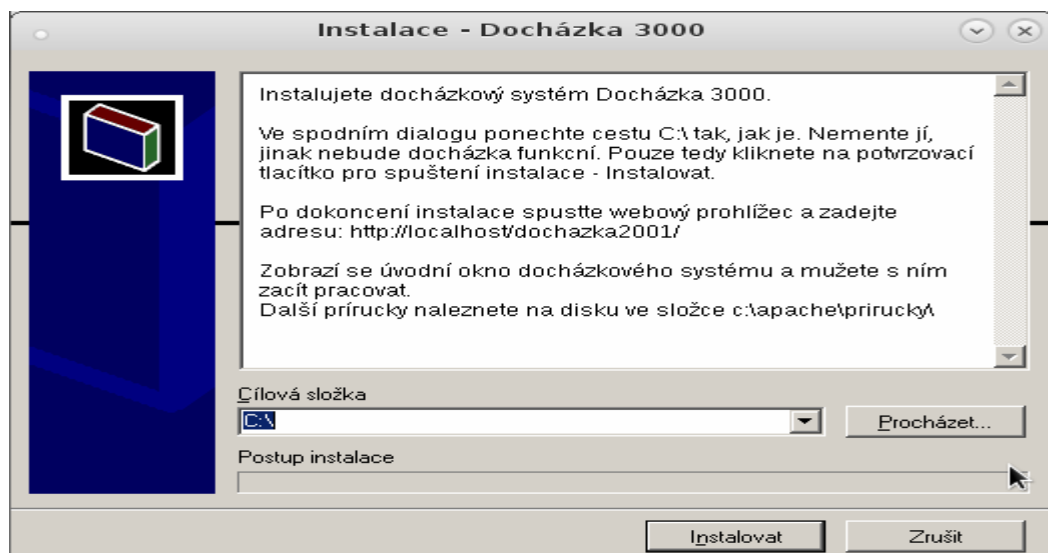 Instalace - Docházka 3000
Instalujete docházkový systém Docházka 3000.
Ve spodním dialogu ponechte cestu C:\ tak, jak je. Nemente jí,
jinak nebude docházka funkcní. Pouze tedy kliknete na potvrzovací
tlacítko pro spuštení instalace - Instalovat.
Po dokoncení instalace spustte webový prohlížec a zadejte
adresu: http://localhost/dochazka2001/
Zobrazí se úvodní okno docházkového systému a mužete s ním
zacít pracovat.
Další prírucky naleznete na disku ve složce c:\apache\prirucky\
Cílová složka
C:\
Procházet...
Postup instalace
Instalovat
Zrušit